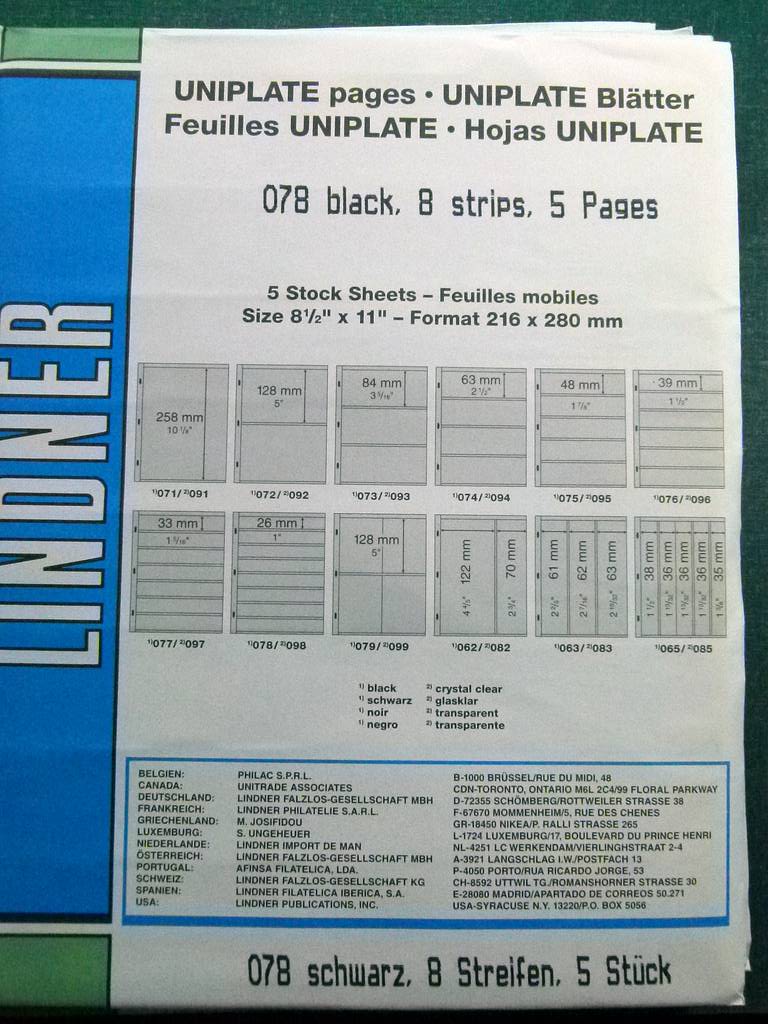 LINDNER
UNIPLATE pages • UNIPLATE Blätter
Feuilles UNIPLATE • Hojas UNIPLATE
078 black, 8 strips, 5 Pages
5 Stock Sheets – Feuilles mobiles
Size 8½" x 11" – Format 216 x 280 mm
258 mm 128 mm 84 mm 63 mm 48 mm 39 mm
10 ⅛" 5" 3 5/16" 2 ½" 1 ⅞" 1 ½"
¹⁾071/ ²⁾091 ¹⁾072/ ²⁾092 ¹⁾073/ ²⁾093 ¹⁾074/ ²⁾094 ¹⁾075/ ²⁾095 ¹⁾076/ ²⁾096
33 mm 26 mm 128 mm 122 mm 70 mm 61 mm 62 mm 63 mm 38 mm 36 mm 36 mm 36 mm 35 mm
1 5/16" 1" 5" 4 ⅘" 2 ¾" 1 ½"
¹⁾077/ ²⁾097 ¹⁾078/ ²⁾098 ¹⁾079/ ²⁾099 ¹⁾062/ ²⁾082 ¹⁾063/ ²⁾083 ¹⁾065/ ²⁾085
¹⁾ black ²⁾ crystal clear
¹⁾ schwarz ²⁾ glasklar
¹⁾ noir ²⁾ transparent
¹⁾ negro ²⁾ transparente
BELGIEN: PHILAC S.P.R.L. B-1000 BRÜSSEL/RUE DU MIDI, 48
CANADA: UNITRADE ASSOCIATES CDN-TORONTO, ONTARIO M6L 2C4/99 FLORAL PARKWAY
DEUTSCHLAND: LINDNER FALZLOS-GESELLSCHAFT MBH D-72355 SCHÖMBERG/ROTTWEILER STRASSE 38
FRANKREICH: LINDNER PHILATELIE S.A.R.L. F-67670 MOMMENHEIM/5, RUE DES CHENES
GRIECHENLAND: M. JOSIFIDOU GR-18450 NIKEA/P. RALLI STRASSE 265
LUXEMBURG: S. UNGEHEUER L-1724 LUXEMBURG/17, BOULEVARD DU PRINCE HENRI
NIEDERLANDE: LINDNER IMPORT DE MAN NL-4251 LC WERKENDAM/VIERLINGHSTRAAT 2-4
ÖSTERREICH: LINDNER FALZLOS-GESELLSCHAFT MBH A-3921 LANGSCHLAG I.W./POSTFACH 13
PORTUGAL: AFINSA FILATELICA, LDA. P-4050 PORTO/RUA RICARDO JORGE, 53
SCHWEIZ: LINDNER FALZLOS-GESELLSCHAFT KG CH-8592 UTTWIL TG./ROMANSHORNER STRASSE 30
SPANIEN: LINDNER FILATELICA IBERICA, S.A. E-28080 MADRID/APARTADO DE CORREOS 50.271
USA: LINDNER PUBLICATIONS, INC. USA-SYRACUSE N.Y. 13220/P.O. BOX 5056
078 schwarz, 8 Streifen, 5 Stück